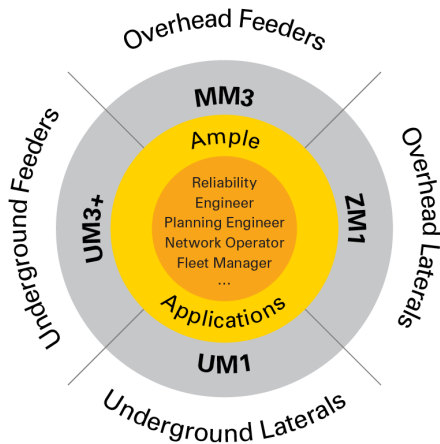 Overhead Feeders
MM3
Underground Feeders
UM3+
Ample
Reliability
Engineer
Planning Engineer
Network Operator
Fleet Manager
...
Applications
ZM1
Overhead Laterals
UM1
Underground Laterals